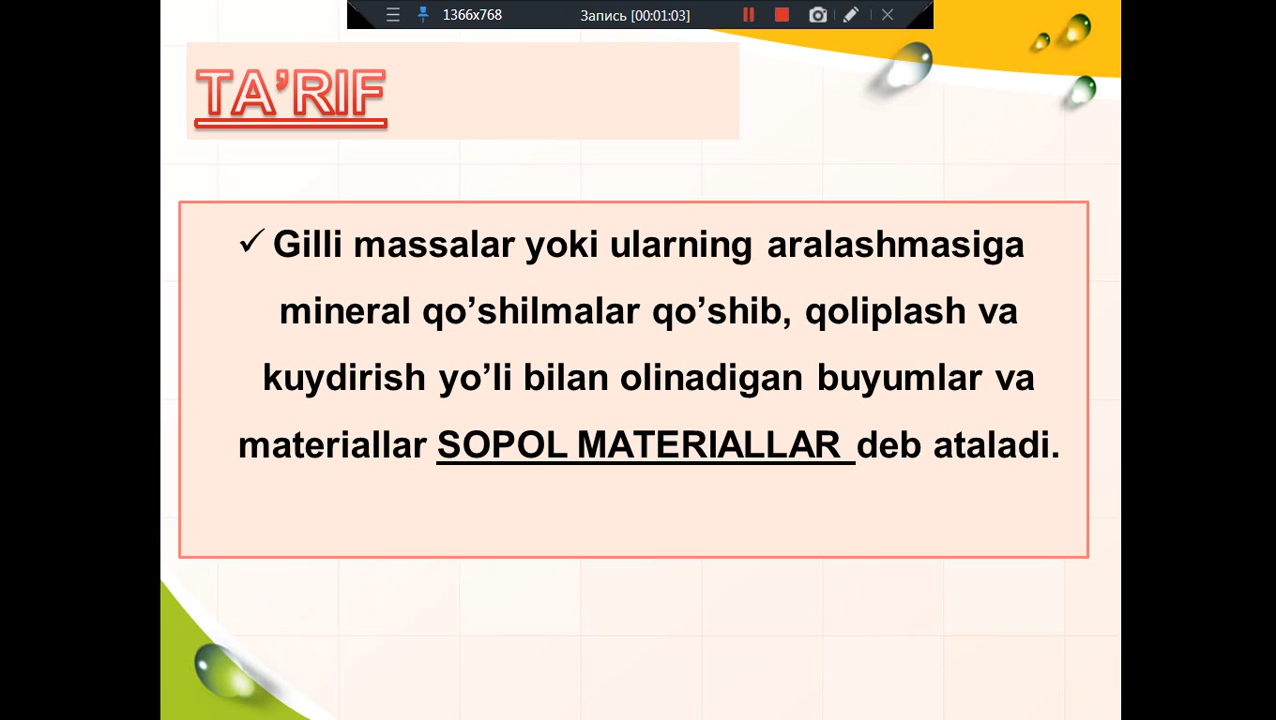 1366x768 Запись [00:01:03]
TA’RIF
✓ Gilli massalar yoki ularning aralashmasiga
mineral qo’shilmalar qo’shib, qoliplash va
kuydirish yo’li bilan olinadigan buyumlar va
materiallar SOPOL MATERIALLAR deb ataladi.